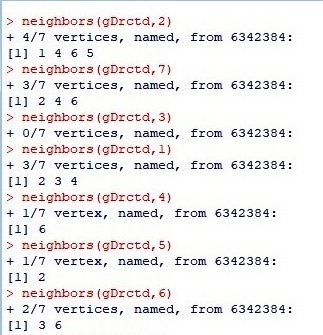 > neighbors(gDrctd,2)
+ 4/7 vertices, named, from 6342384:
[1] 1 4 6 5
> neighbors(gDrctd,7)
+ 3/7 vertices, named, from 6342384:
[1] 2 4 6
> neighbors(gDrctd,3)
+ 0/7 vertices, named, from 6342384:
> neighbors(gDrctd,1)
+ 3/7 vertices, named, from 6342384:
[1] 2 3 4
> neighbors(gDrctd,4)
+ 1/7 vertex, named, from 6342384:
[1] 6
> neighbors(gDrctd,5)
+ 1/7 vertex, named, from 6342384:
[1] 2
> neighbors(gDrctd,6)
+ 2/7 vertices, named, from 6342384:
[1] 3 6